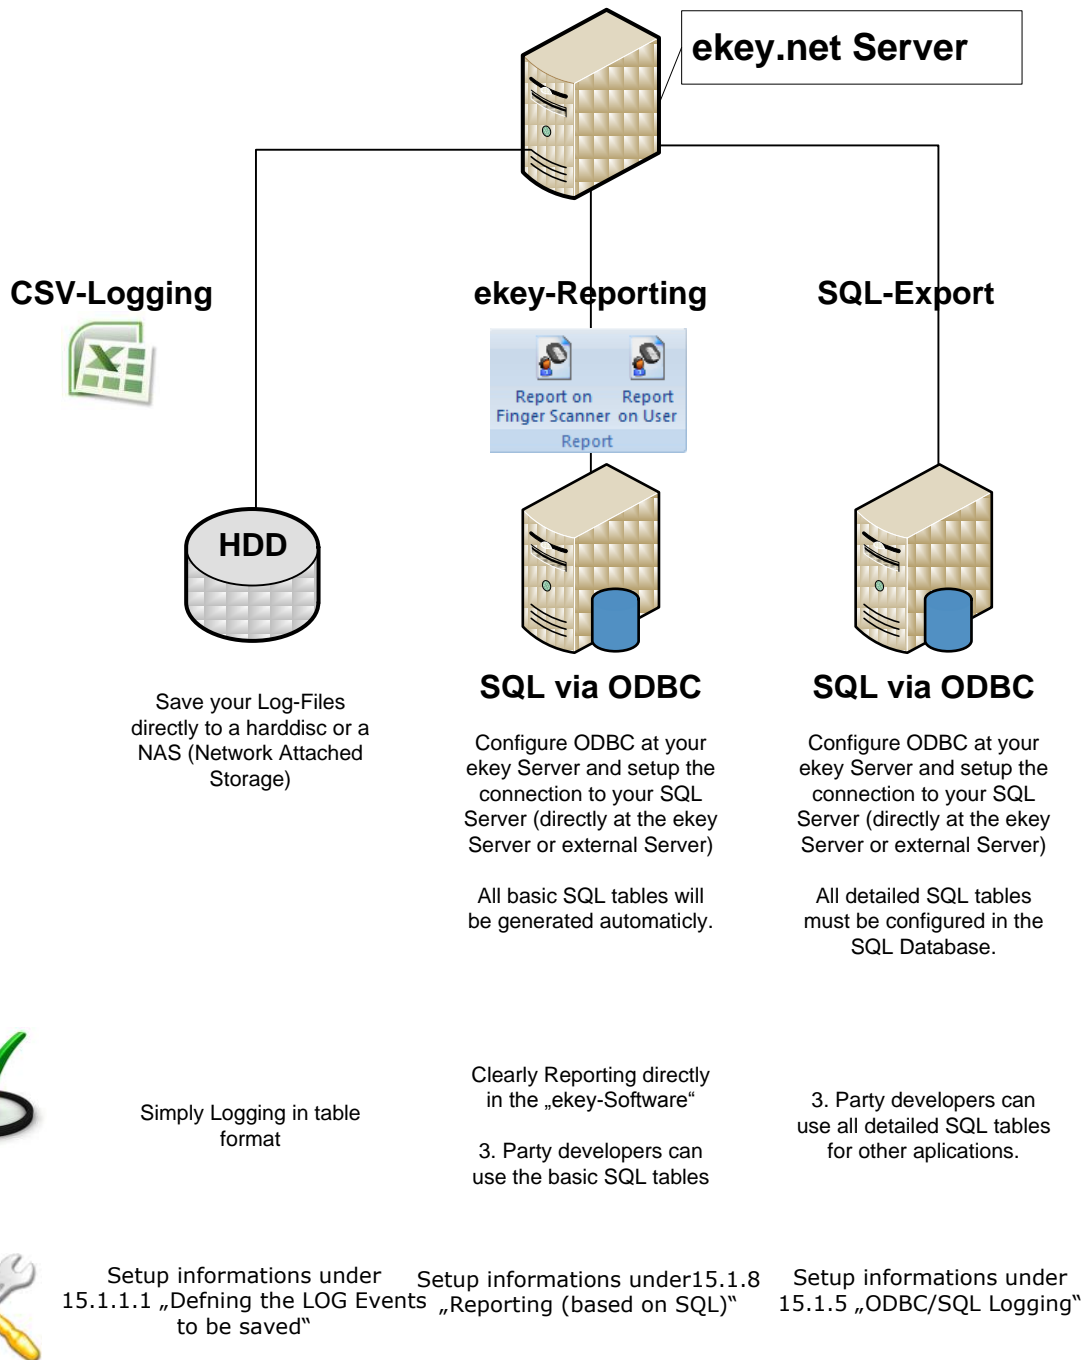 ekey.net Server
CSV-Logging
ekey-Reporting
SQL-Export
Report on
Finger Scanner
Report
on User
Report
HDD
Save your Log-Files
directly to a harddisc or a
NAS (Network Attached
Storage)
SQL via ODBC
Configure ODBC at your
ekey Server and setup the
connection to your SQL
Server (directly at the ekey
Server or external Server)
All basic SQL tables will
be generated automaticly.
SQL via ODBC
Configure ODBC at your
ekey Server and setup the
connection to your SQL
Server (directly at the ekey
Server or external Server)
All detailed SQL tables
must be configured in the
SQL Database.
Simply Logging in table
format
Clearly Reporting directly
in the „ekey-Software“
3. Party developers can
use the basic SQL tables
3. Party developers can
use all detailed SQL tables
for other aplications.
Setup informations under
15.1.1.1 „Defning the LOG Events
to be saved“
Setup informations under15.1.8
„Reporting (based on SQL)“
Setup informations under
15.1.5 „ODBC/SQL Logging“